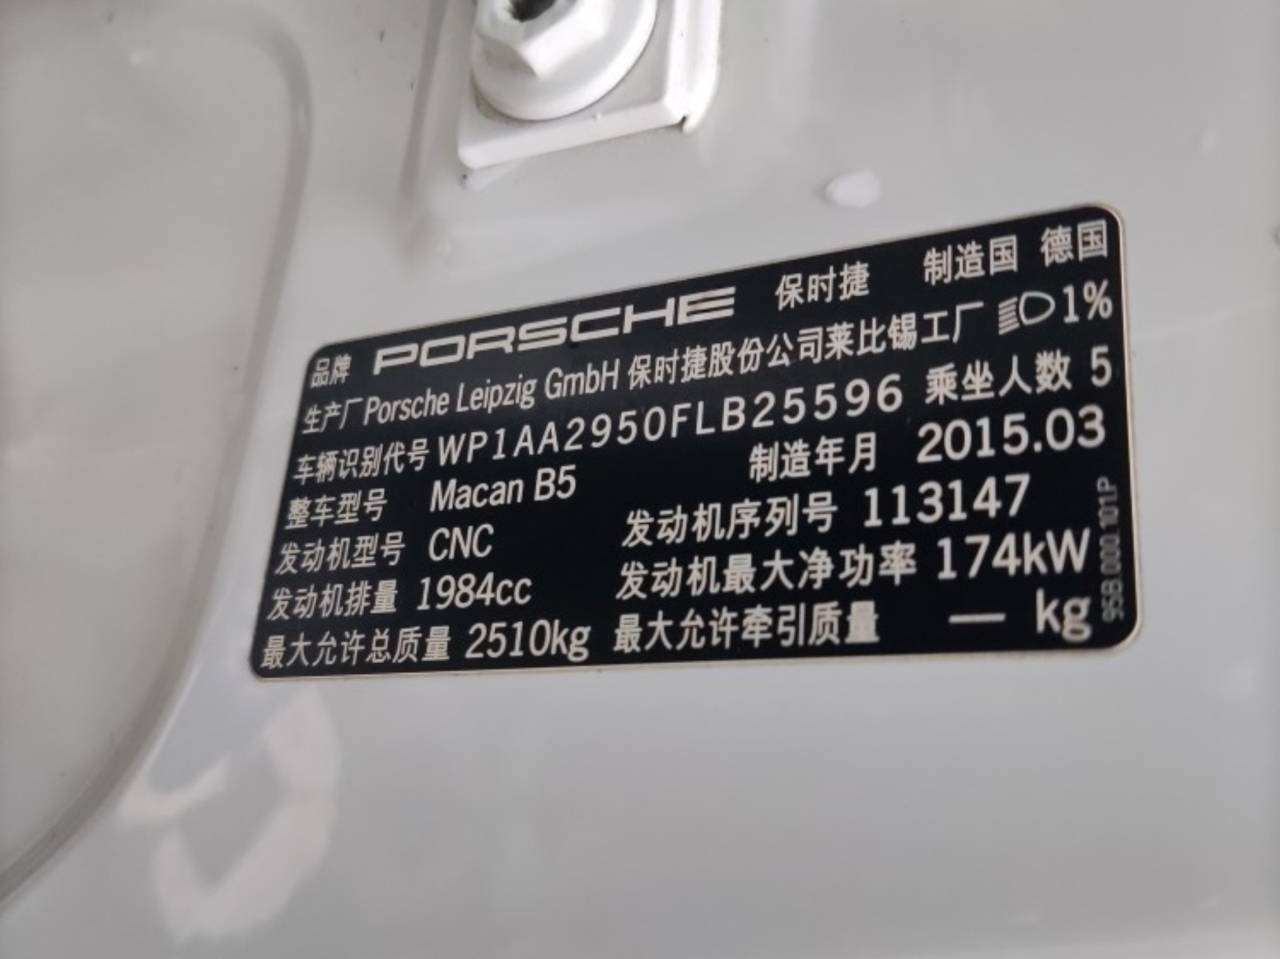 品牌 PORSCHE 保时捷 制造国 德国
生产厂 Porsche Leipzig GmbH 保时捷股份公司莱比锡工厂 1%
车辆识别代号 WP1AA2950FLB25596 乘坐人数 5
整车型号 Macan B5 制造年月 2015.03
发动机型号 CNC 发动机序列号 113147
发动机排量 1984cc 发动机最大净功率 174kW
最大允许总质量 2510kg 最大允许牵引质量 — kg
95B.000.101LP